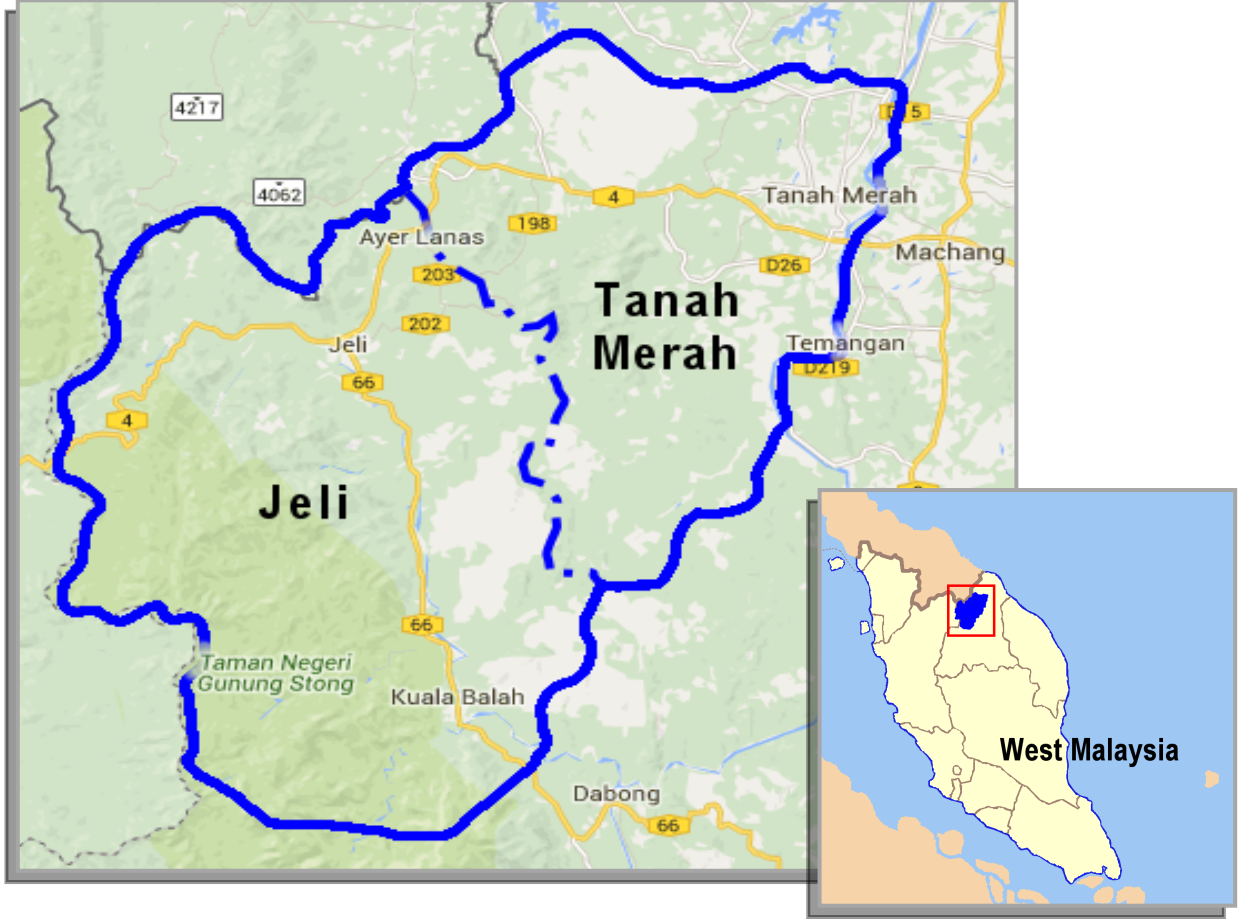 4217
D 5
4062
4
Tanah Merah
198
Ayer Lanas
Machang
D26
203
Tanah
Merah
202
Jeli
Temangan
D219
66
4
Jeli
66
Taman Negeri
Gunung Stong
Kuala Balah
West Malaysia
Dabong
66